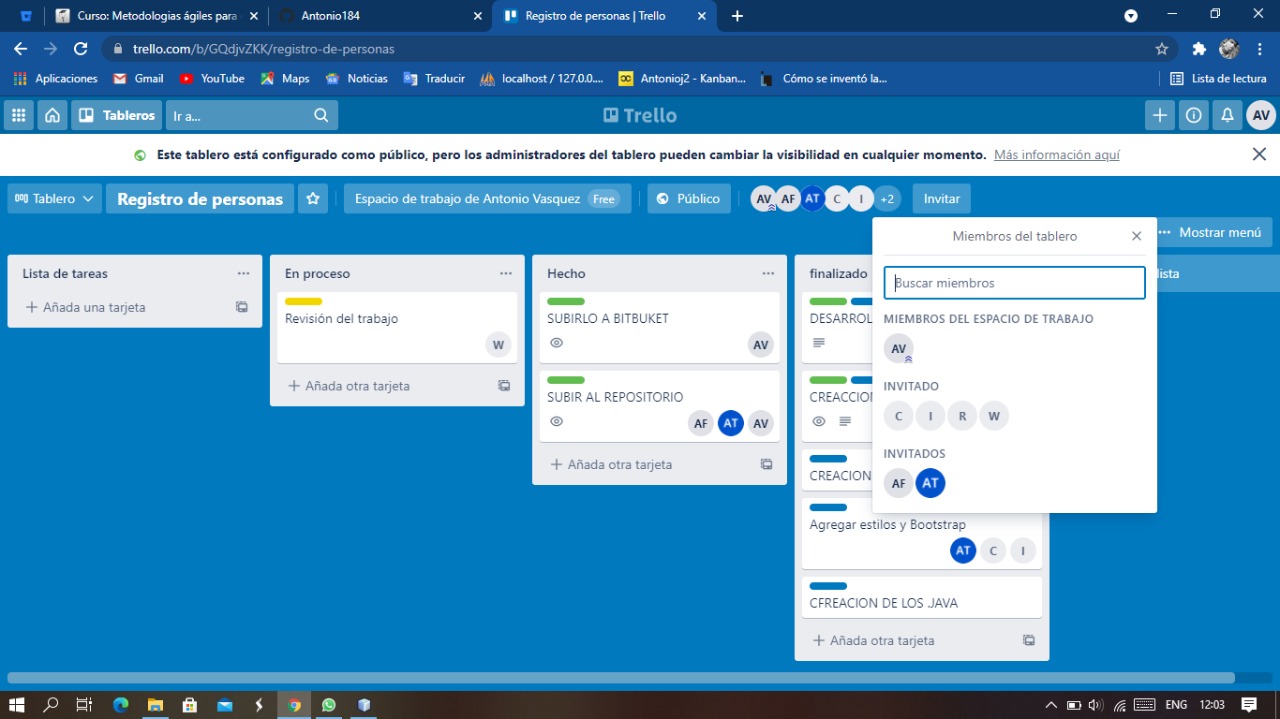 Curso: Metodologias ágiles para
Antonio184
Registro de personas | Trello
trello.com/b/GQdjvZKK/registro-de-personas
Aplicaciones
Gmail
YouTube
Maps
Noticias
Traducir
localhost / 127.0.0....
Antonioj2 - Kanban...
Cómo se inventó la...
Lista de lectura
Tableros
Ir a...
Trello
AV
Este tablero está configurado como público, pero los administradores del tablero pueden cambiar la visibilidad en cualquier momento. Más información aquí
Tablero
Registro de personas
Espacio de trabajo de Antonio Vasquez Free
Público
AV AF AT C I +2
Invitar
Mostrar menú
Lista de tareas
Añada una tarjeta
En proceso
Revisión del trabajo
W
Añada otra tarjeta
Hecho
SUBIRLO A BITBUKET
AV
SUBIR AL REPOSITORIO
AF AT AV
Añada otra tarjeta
finalizado
DESARROL
CREACCION
CREACION
Agregar estilos y Bootstrap
AT C I
CFREACION DE LOS .JAVA
Añada otra tarjeta
lista
Miembros del tablero
Buscar miembros
MIEMBROS DEL ESPACIO DE TRABAJO
AV
INVITADO
C I R W
INVITADOS
AF AT
ENG
12:03